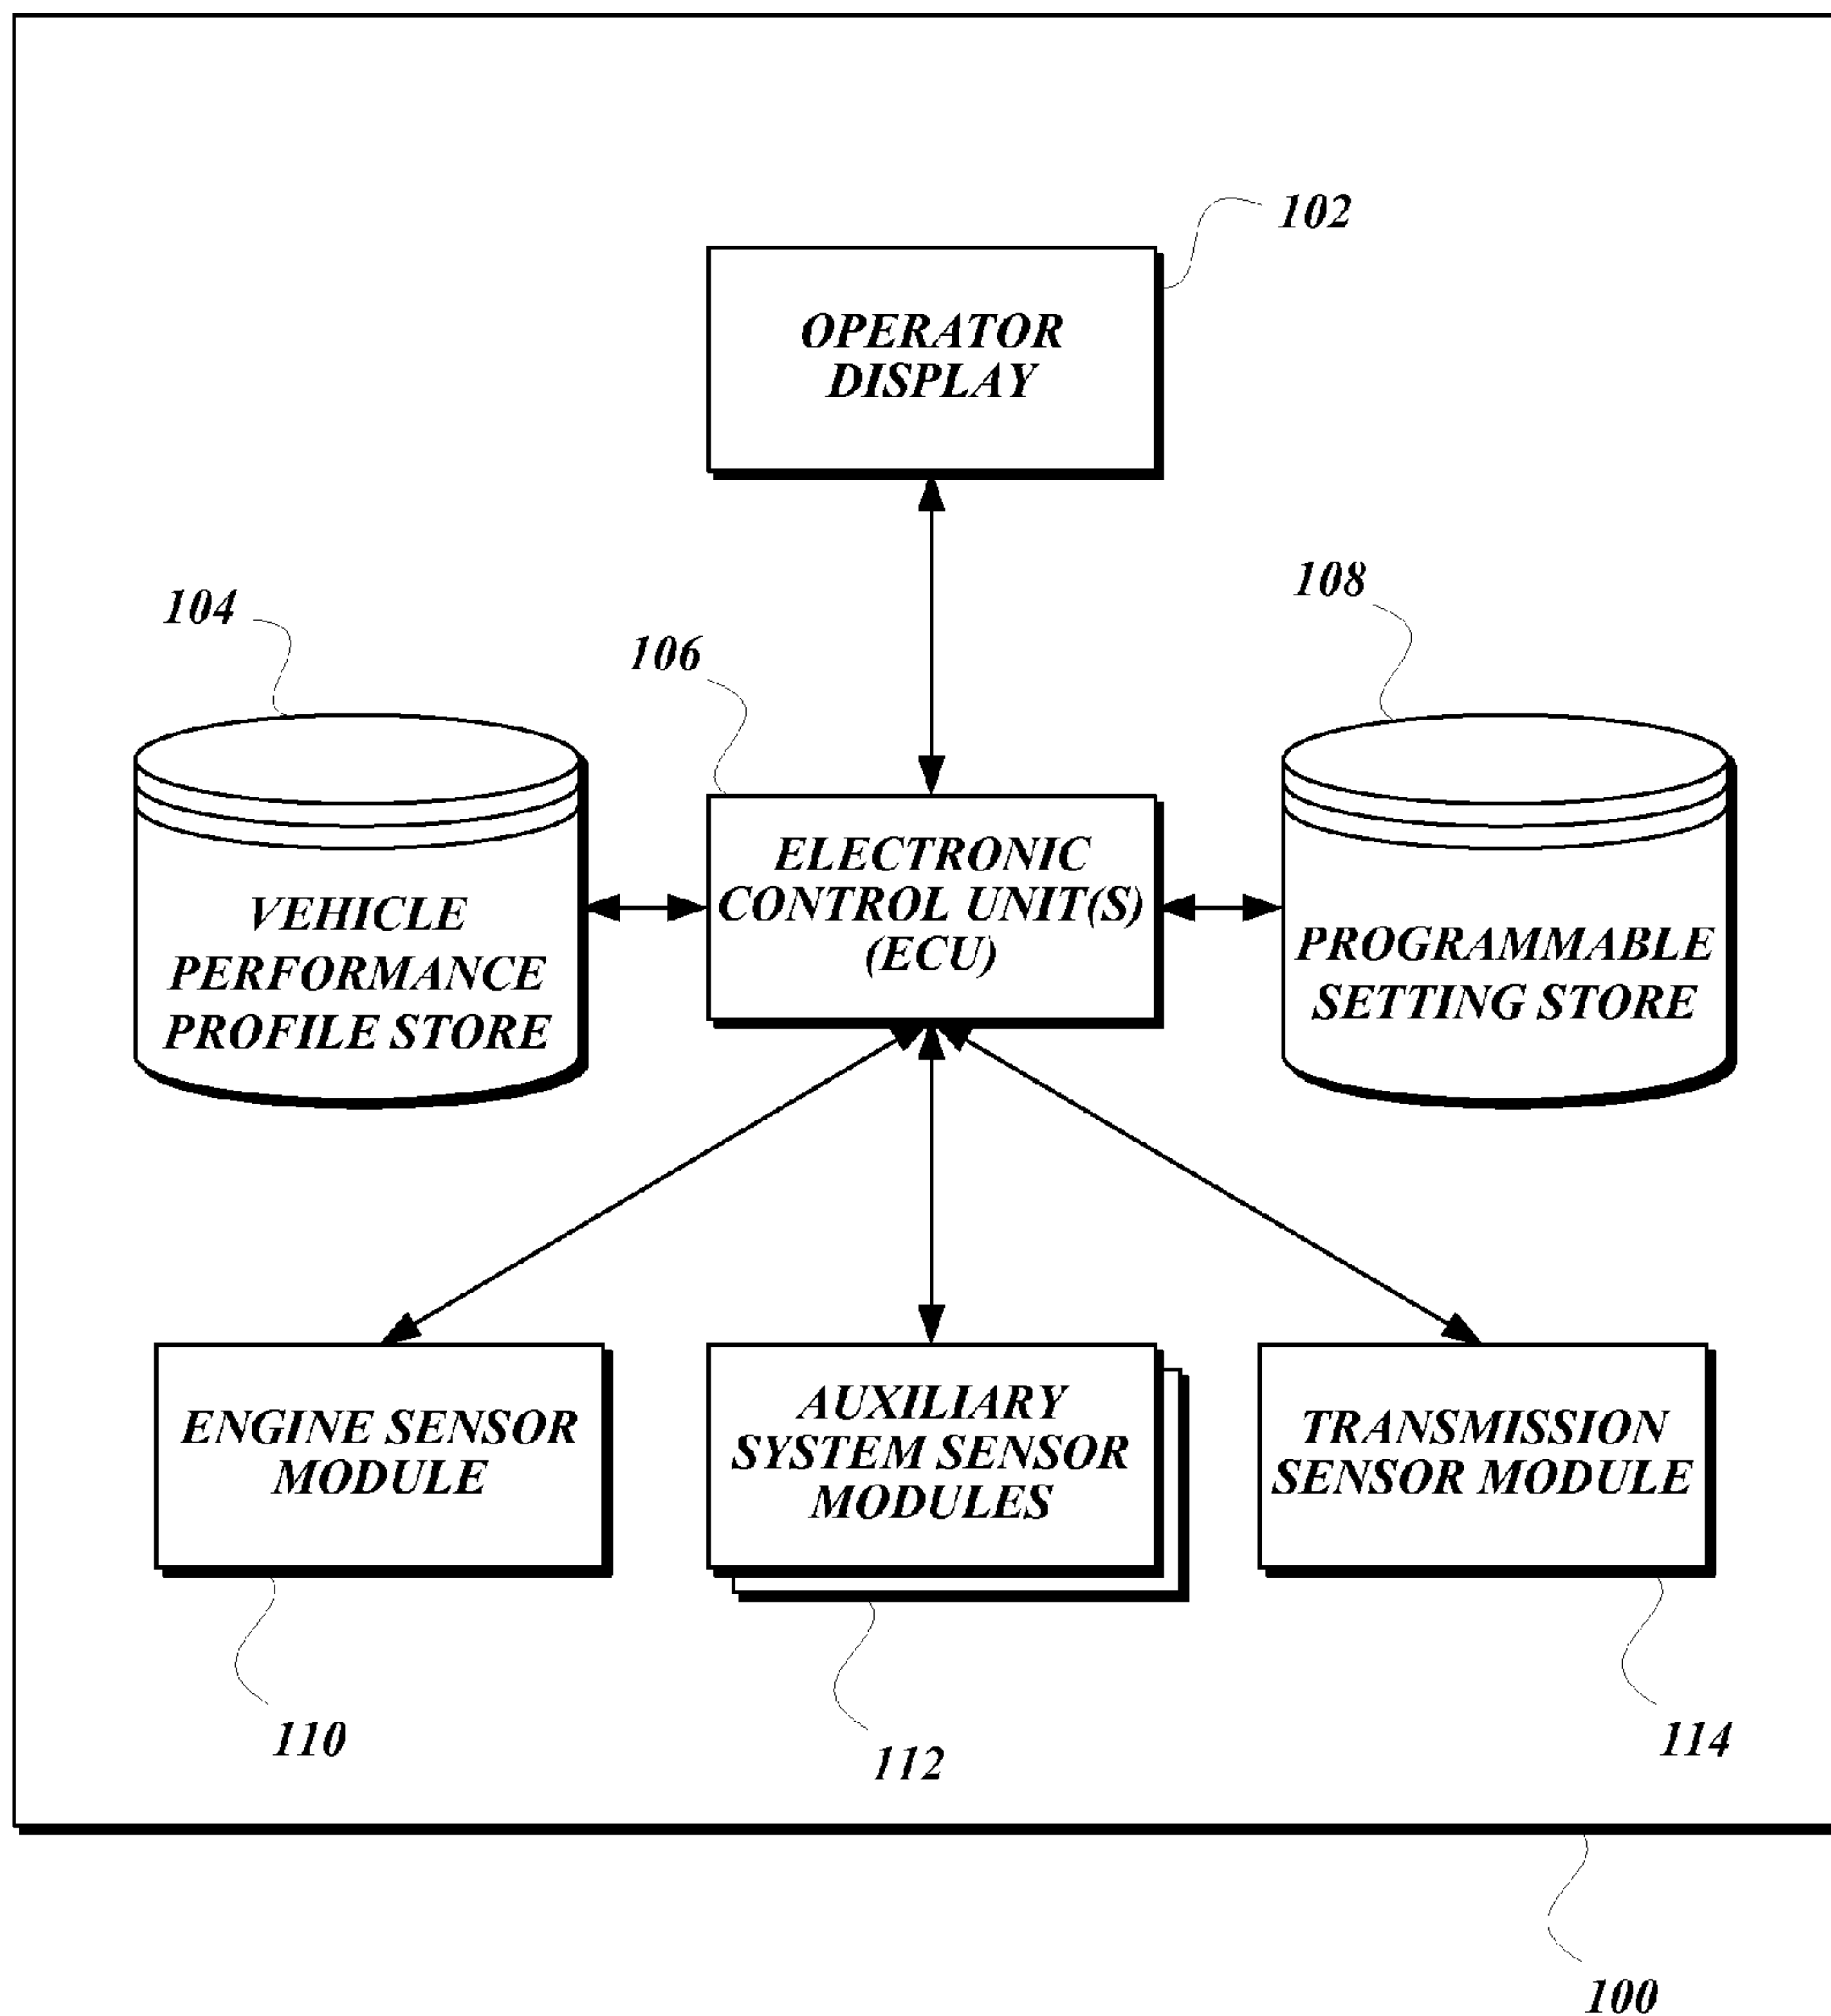 102
OPERATOR
DISPLAY
104
108
106
VEHICLE
PERFORMANCE
PROFILE STORE
ELECTRONIC
CONTROL UNIT(S)
(ECU)
PROGRAMMABLE
SETTING STORE
ENGINE SENSOR
MODULE
AUXILIARY
SYSTEM SENSOR
MODULES
TRANSMISSION
SENSOR MODULE
110
112
114
100